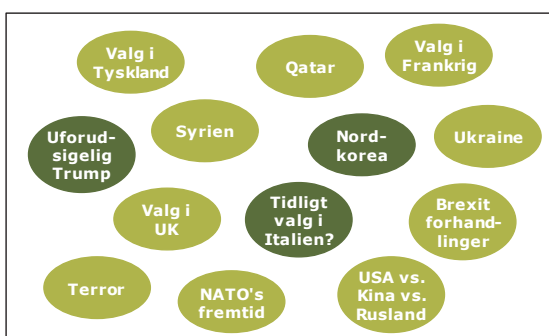 Valg i
Tyskland
Qatar
Valg i
Frankrig
Uforud-
sigelig
Trump
Syrien
Nord-
korea
Ukraine
Valg i
UK
Tidligt
valg i
Italien?
Brexit
forhand-
linger
Terror
NATO's
fremtid
USA vs.
Kina vs.
Rusland